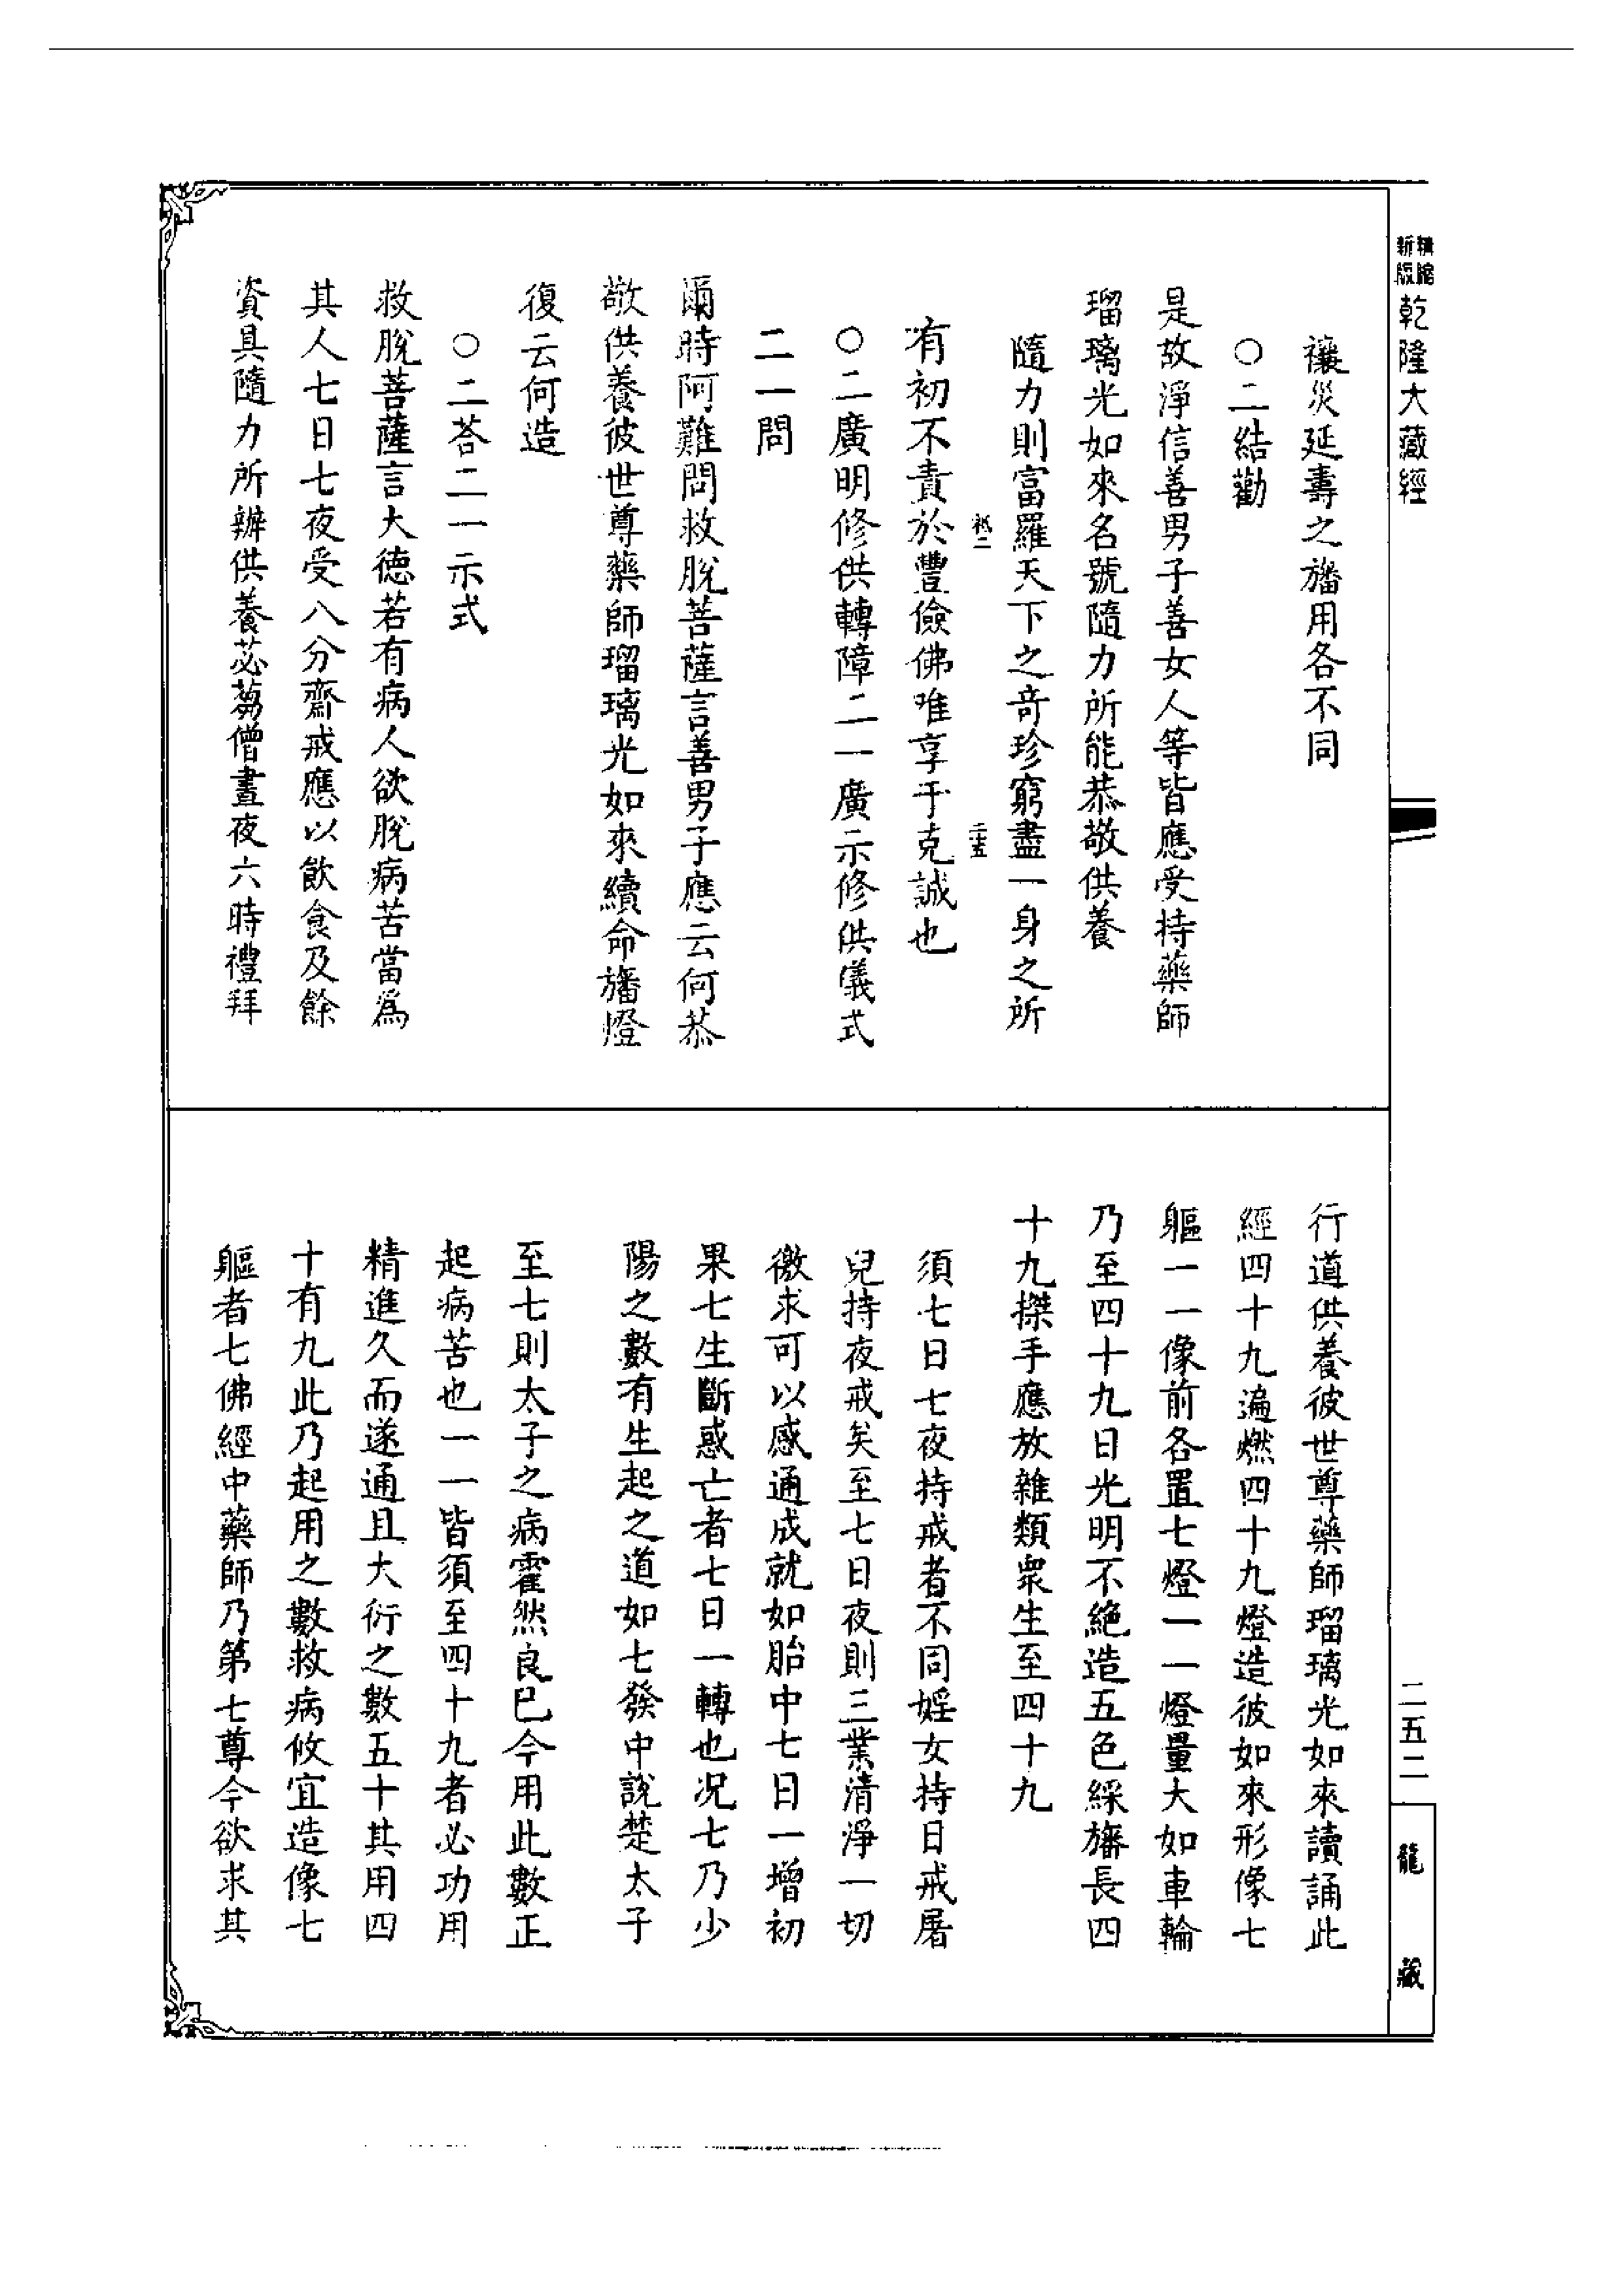 精縮
新版
乾隆大藏經
禳災延壽之旛用各不同
○二結勸
是故淨信善男子善女人等皆應受持藥師
瑠璃光如來名號隨力所能恭敬供養
隨力則富羅天下之奇珍窮盡一身之所
二十五
有初不責於豐儉佛唯享于克誠也
○二廣明修供轉障二一廣示修供儀式
二一問
爾時阿難問救脫菩薩言善男子應云何恭
敬供養彼世尊藥師瑠璃光如來續命旛燈
復云何造
○二荅二一示式
救脫菩薩言大德若有病人欲脫病苦當爲
其人七日七夜受八分齋戒應以飲食及餘
資具隨力所辦供養苾芻僧晝夜六時禮拜
行道供養彼世尊藥師瑠璃光如來讀誦此
經四十九遍燃四十九燈造彼如來形像七
軀一一像前各置七燈一一燈量大如車輪
乃至四十九日光明不絕造五色綵旛長四
十九搩手應放雜類衆生至四十九
須七日七夜持戒者不同婬女持日戒屠
兒持夜戒矣至七日夜則三業清淨一切
徼求可以感通成就如胎中七日一增初
果七生斷惑亡者七日一轉也况七乃少
陽之數有生起之道如七發中說楚太子
至七則太子之病霍然良已今用此數正
起病苦也一一皆須至四十九者必功用
精進久而遂通且大衍之數五十其用四
十有九此乃起用之數救病攸宜造像七
軀者七佛經中藥師乃第七尊今欲求其
二五二
龍藏